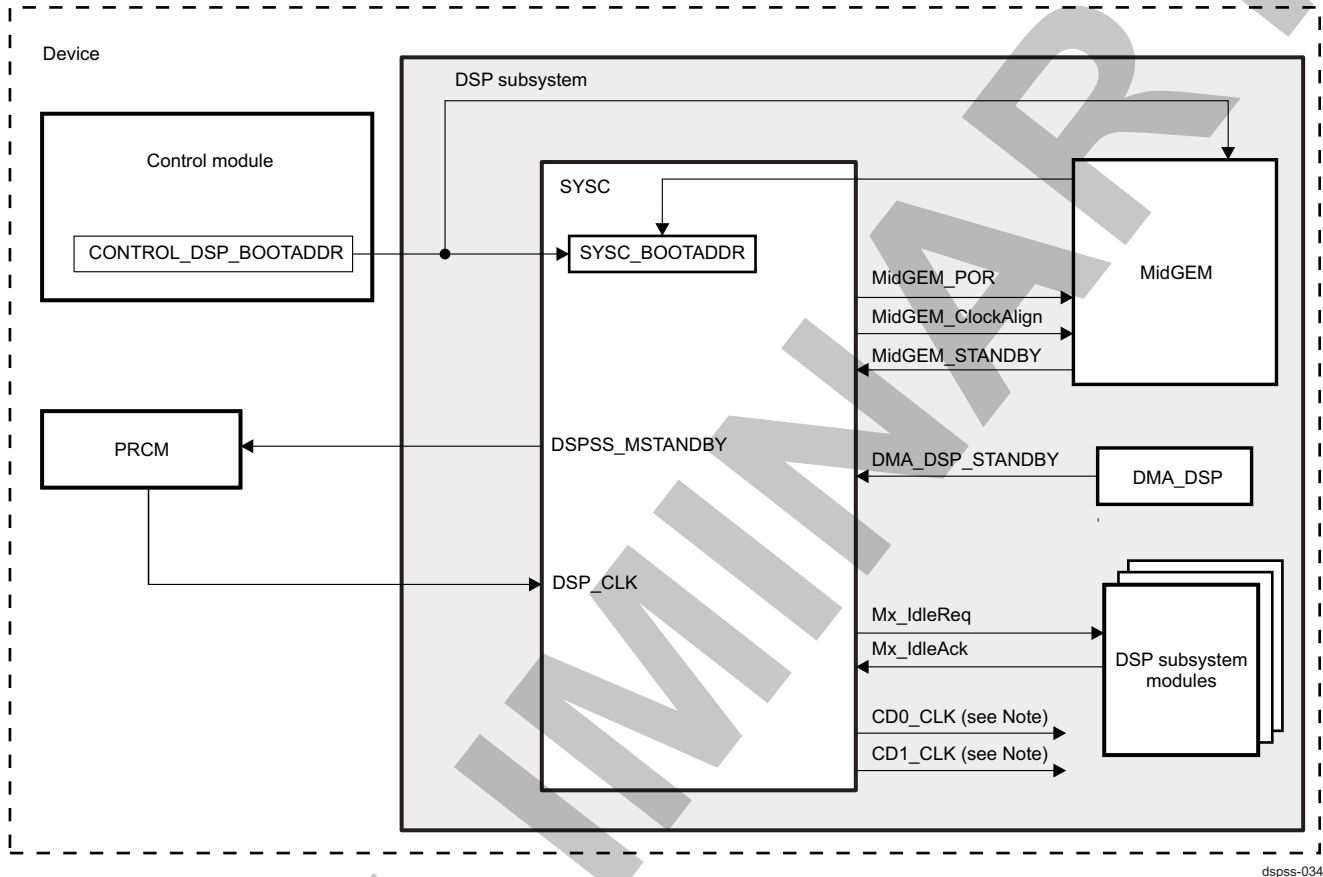 Device
DSP subsystem
Control module
SYSC
CONTROL_DSP_BOOTADDR
SYSC_BOOTADDR
MidGEM
MidGEM_POR
MidGEM_ClockAlign
MidGEM_STANDBY
PRCM
DSPSS_MSTANDBY
DMA_DSP_STANDBY
DMA_DSP
DSP_CLK
Mx_IdleReq
Mx_IdleAck
DSP subsystem
modules
CD0_CLK (see Note)
CD1_CLK (see Note)
dspss-034